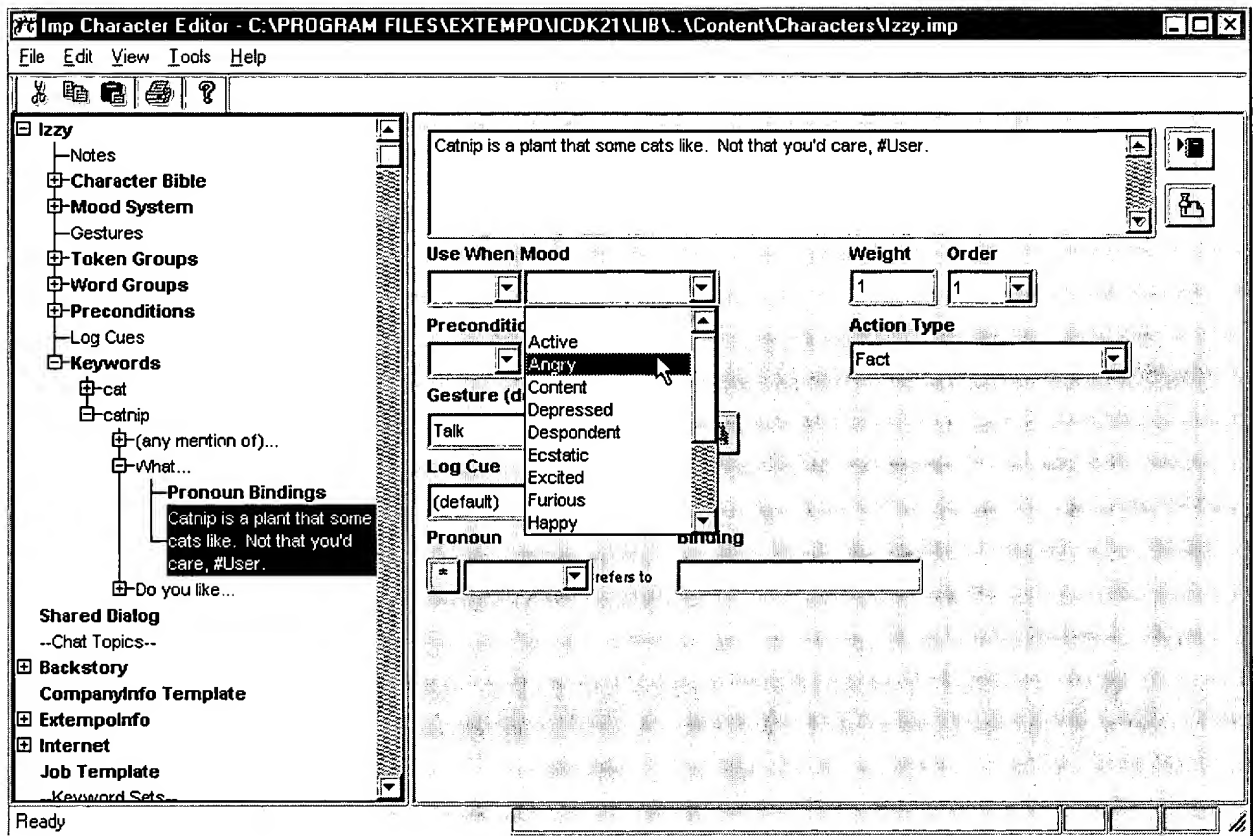 Imp Character Editor - C:\PROGRAM FILES\EXTEMPO\ICDK21\LIB\..\Content\Characters\Izzy.imp
File Edit View Tools Help
Izzy
Notes
Character Bible
Mood System
Gestures
Token Groups
Word Groups
Preconditions
Log Cues
Keywords
cat
catnip
(any mention of)...
What...
Pronoun Bindings
Catnip is a plant that some
cats like. Not that you'd
care, #User.
Do you like...
Shared Dialog
--Chat Topics--
Backstory
CompanyInfo Template
ExtempoInfo
Internet
Job Template
--Keyword Sets--
Catnip is a plant that some cats like. Not that you'd care, #User.
Use When Mood
Weight Order
1 1
Preconditio
Action Type
Fact
Active
Angry
Content
Depressed
Despondent
Ecstatic
Excited
Furious
Happy
Gesture (d
Talk
Log Cue
(default)
Pronoun Binding
* refers to
Ready